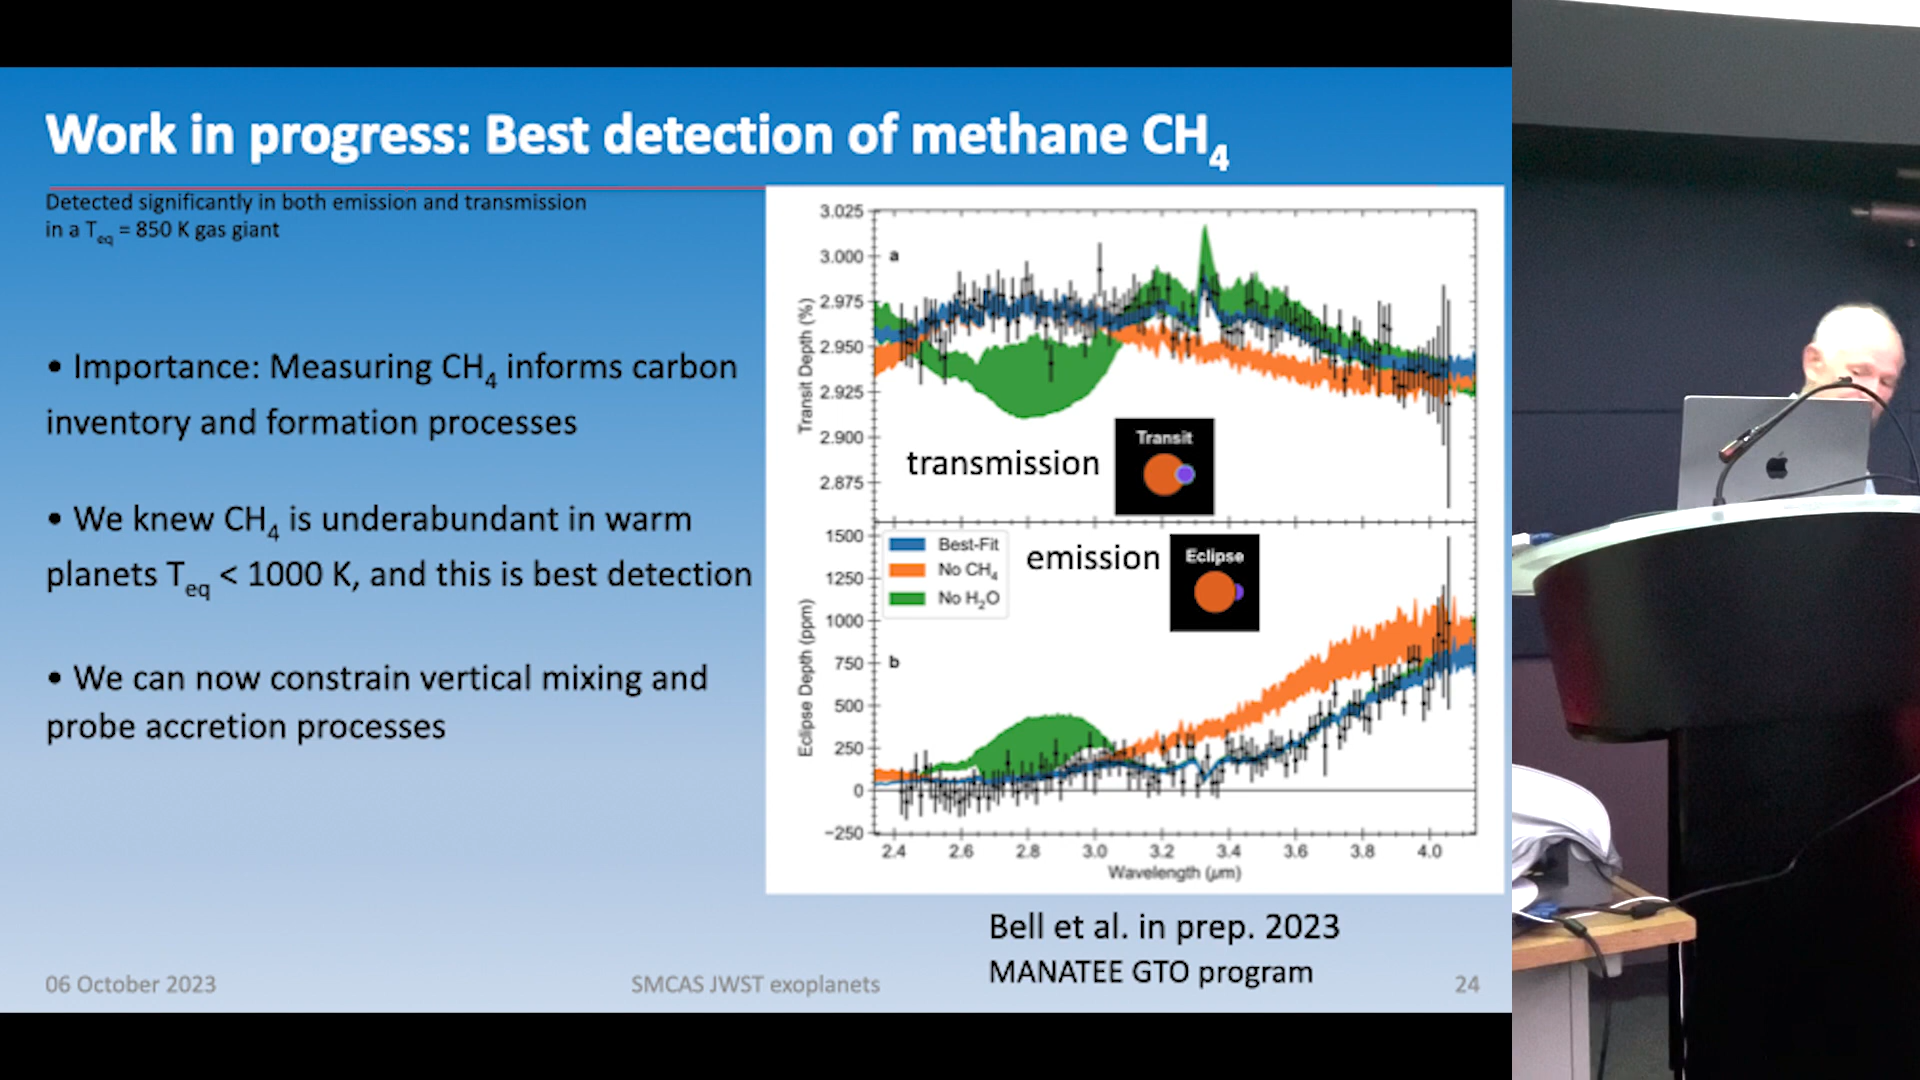 Work in progress: Best detection of methane CH4
Detected significantly in both emission and transmission
in a Teq = 850 K gas giant
• Importance: Measuring CH4 informs carbon
inventory and formation processes
• We knew CH4 is underabundant in warm
planets Teq < 1000 K, and this is best detection
• We can now constrain vertical mixing and
probe accretion processes
3.025
3.000
2.975
2.950
2.925
2.900
2.875
Transit Depth (%)
a
transmission
Transit
1500
1250
1000
750
500
250
0
−250
Eclipse Depth (ppm)
Best-Fit
No CH4
No H2O
emission
Eclipse
b
2.4 2.6 2.8 3.0 3.2 3.4 3.6 3.8 4.0
Wavelength (μm)
Bell et al. in prep. 2023
MANATEE GTO program
06 October 2023
SMCAS JWST exoplanets
24